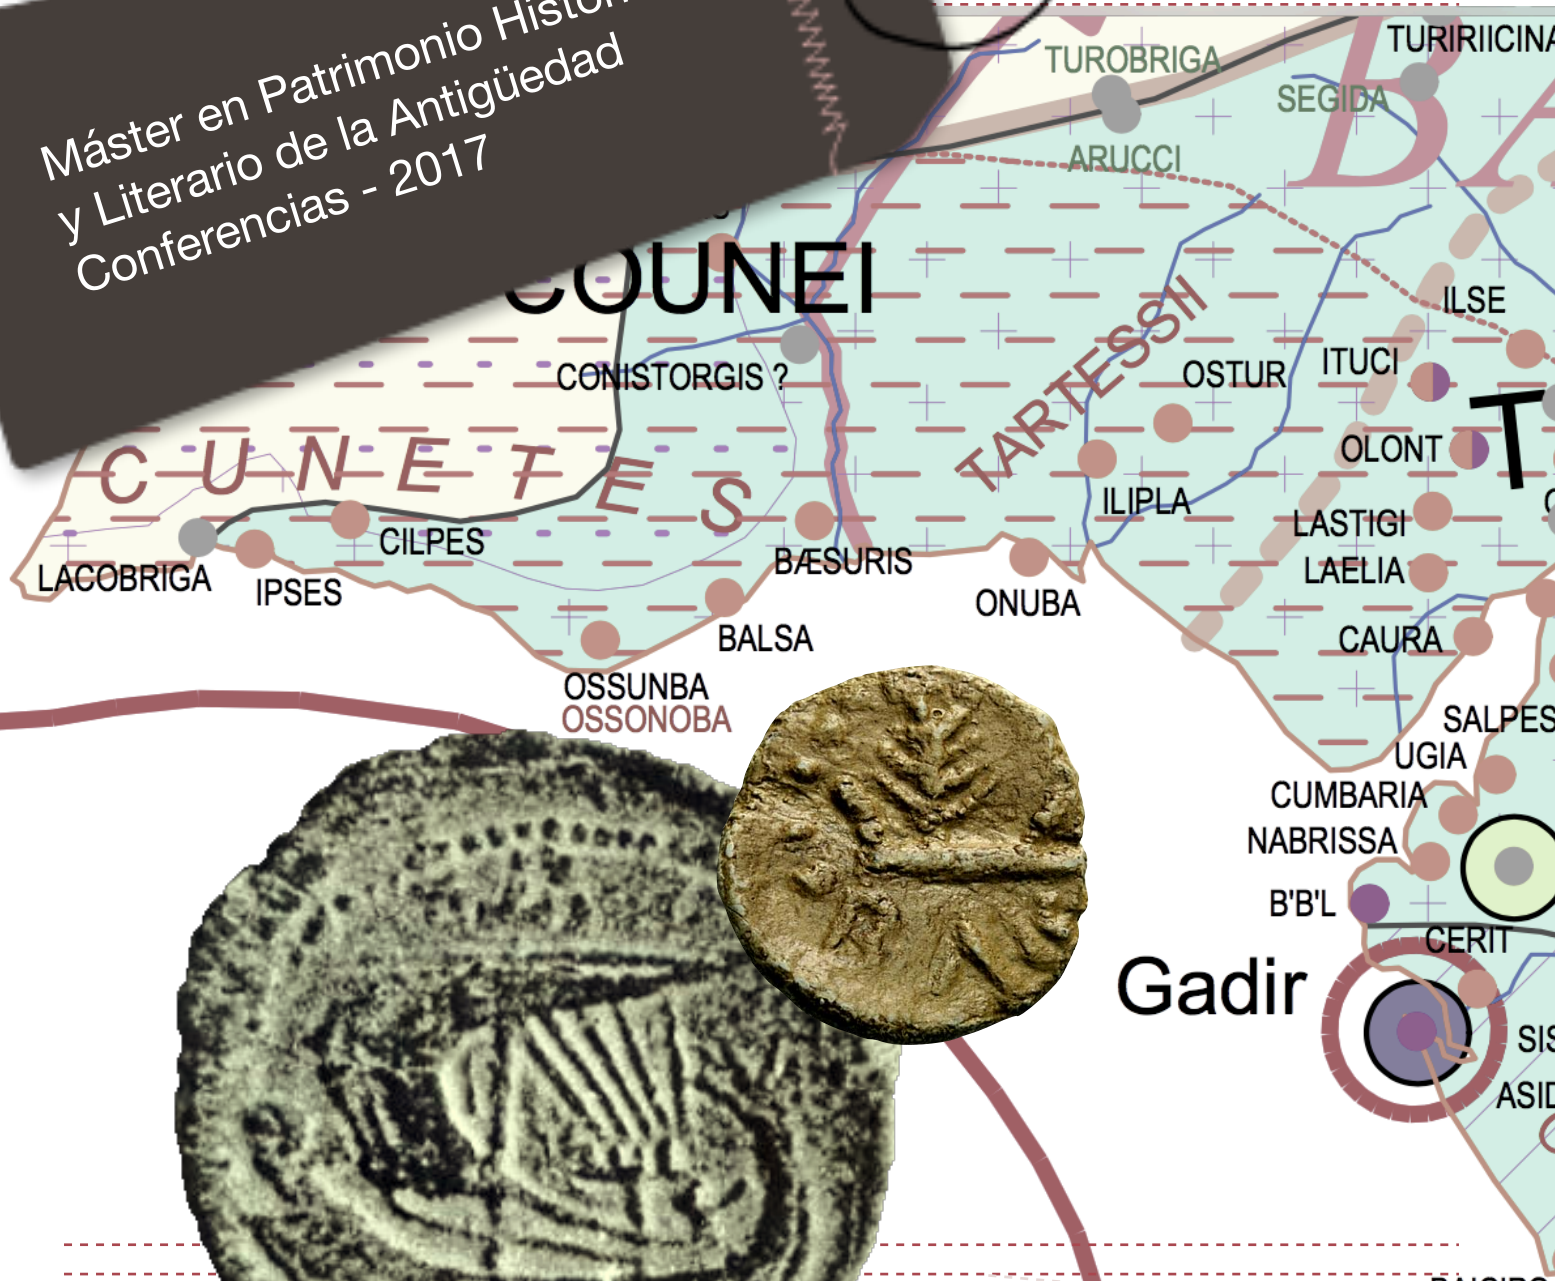 Máster en Patrimonio Histór
y Literario de la Antigüedad
Conferencias - 2017
TURIRIICINA
TUROBRIGA
SEGIDA
BA
ARUCCI
COUNEI
ILSE
TARTESSII
CONISTORGIS ?
OSTUR
ITUCI
T
CUNETES
OLONT
ILIPLA
LASTIGI
CILPES
BÆSURIS
LAELIA
LACOBRIGA
IPSES
ONUBA
BALSA
CAURA
OSSUNBA
OSSONOBA
SALPES
UGIA
CUMBARIA
NABRISSA
B'B'L
CERIT
Gadir
SIS
ASID